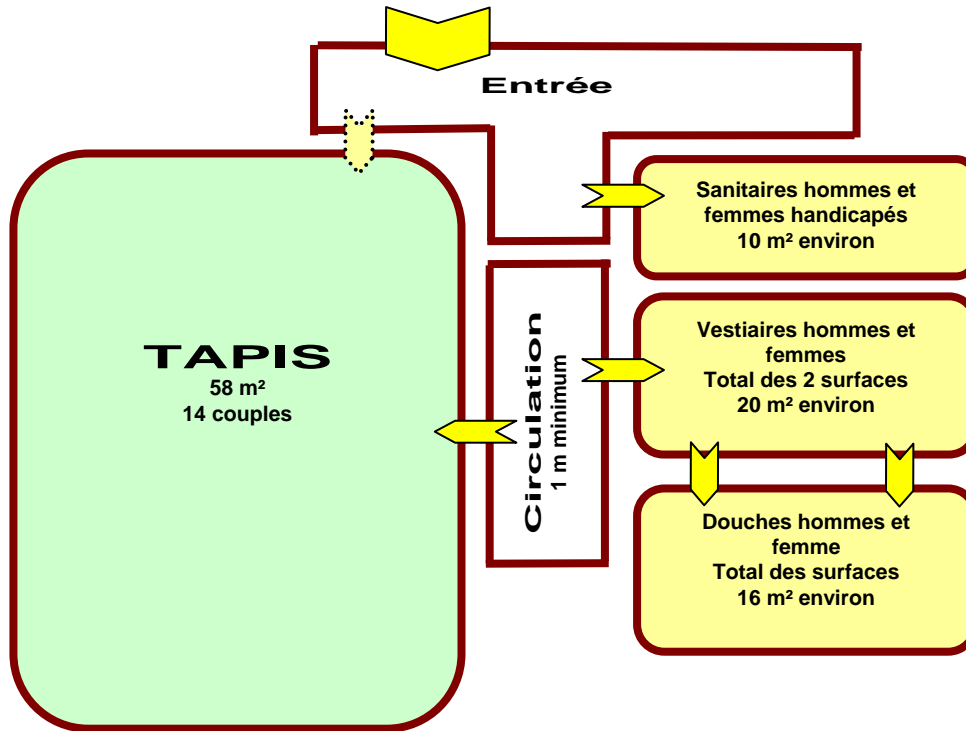 Entrée
Sanitaires hommes et
femmes handicapés
10 m² environ
TAPIS
58 m²
14 couples
Circulation
1 m minimum
Vestiaires hommes et
femmes
Total des 2 surfaces
20 m² environ
Douches hommes et
femme
Total des surfaces
16 m² environ